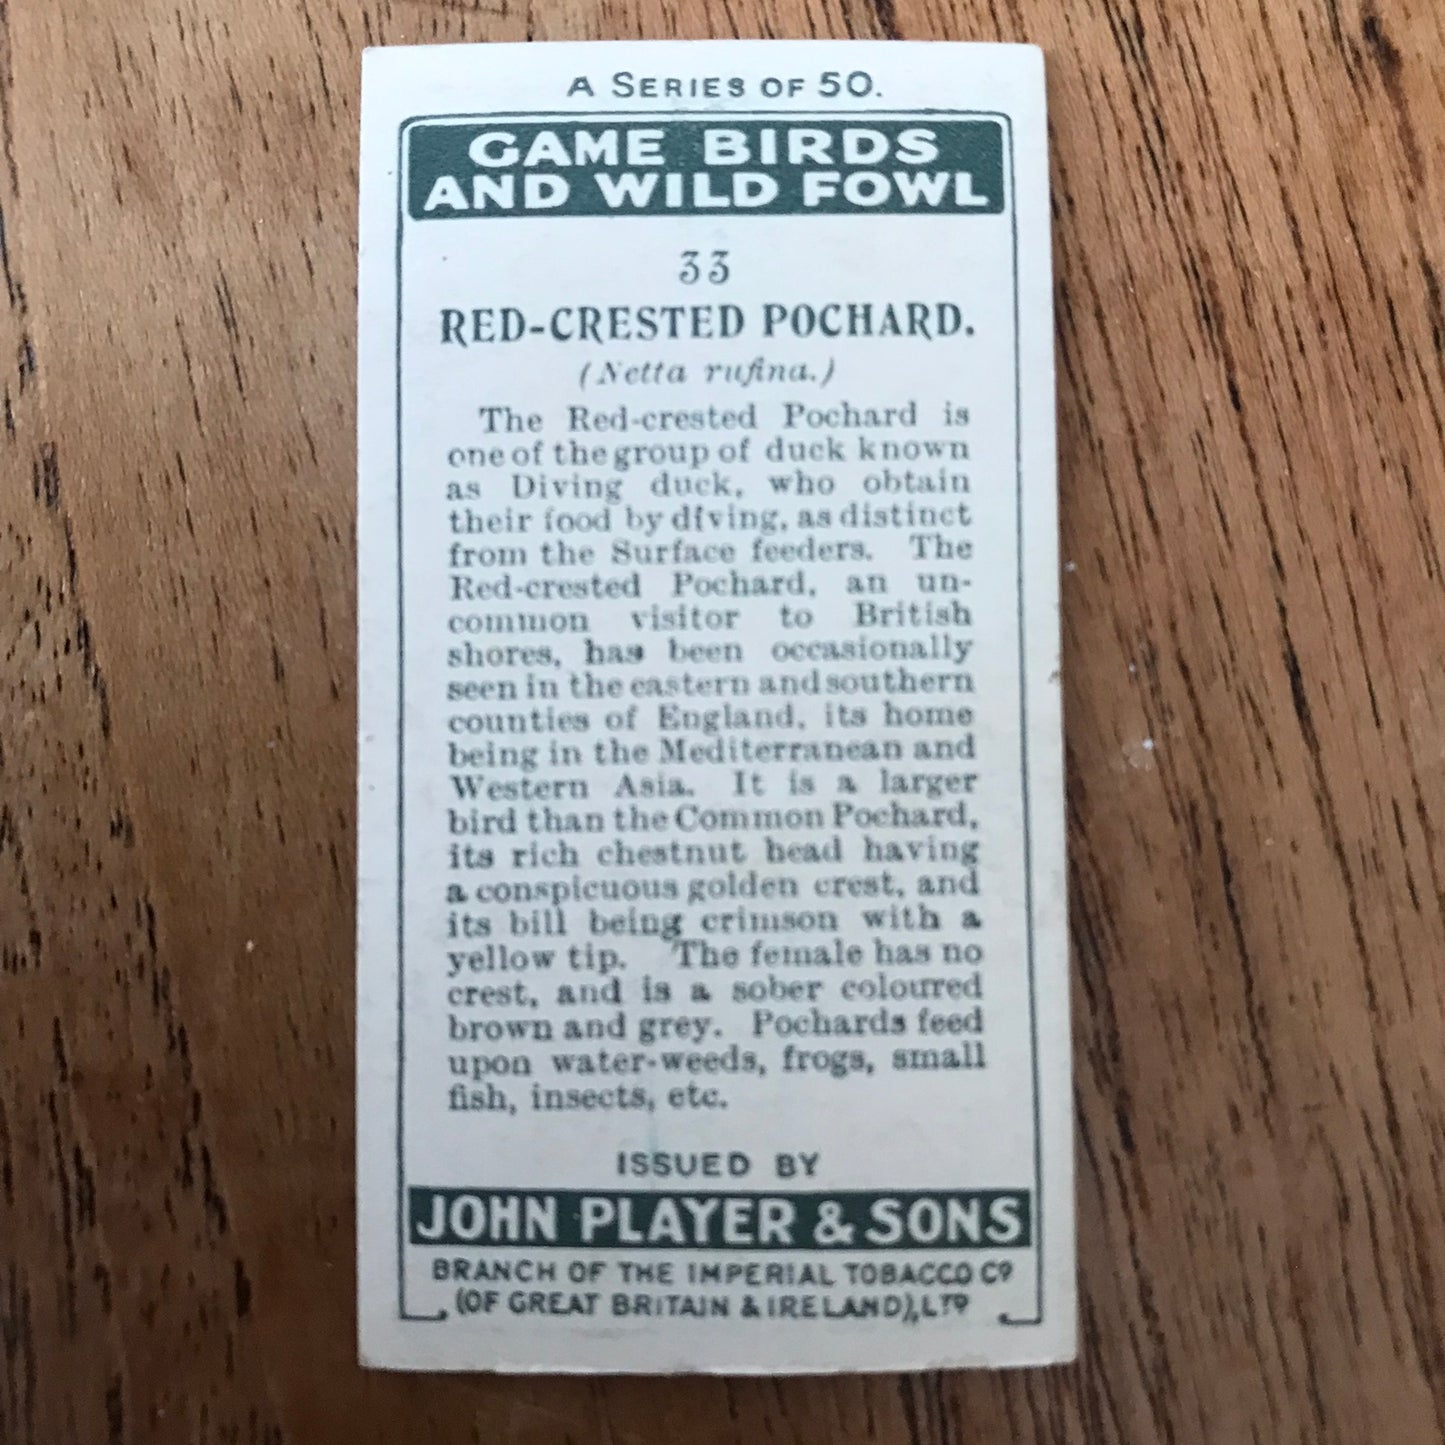 A SERIES OF 50.
GAME BIRDS
AND WILD FOWL
33
RED-CRESTED POCHARD.
(Netta rufina.)
The Red-crested Pochard is
one of the group of duck known
as Diving duck, who obtain
their food by diving, as distinct
from the Surface feeders. The
Red-crested Pochard, an un-
common visitor to British
shores, has been occasionally
seen in the eastern and southern
counties of England, its home
being in the Mediterranean and
Western Asia. It is a larger
bird than the Common Pochard,
its rich chestnut head having
a conspicuous golden crest, and
its bill being crimson with a
yellow tip. The female has no
crest, and is a sober coloured
brown and grey. Pochards feed
upon water-weeds, frogs, small
fish, insects, etc.
ISSUED BY
JOHN PLAYER & SONS
BRANCH OF THE IMPERIAL TOBACCO CO
(OF GREAT BRITAIN & IRELAND), LTD